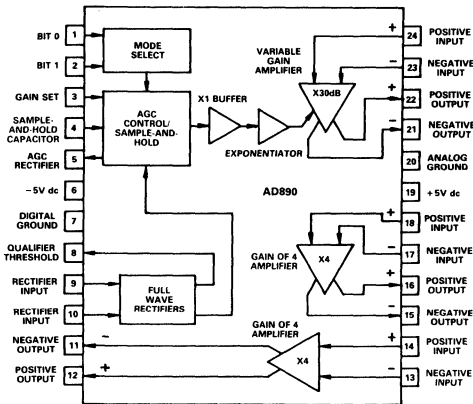 BIT 0
1
BIT 1
2
GAIN SET
3
SAMPLE-
AND-HOLD
CAPACITOR
4
AGC
RECTIFIER
5
-5V dc
6
DIGITAL
GROUND
7
QUALIFIER
THRESHOLD
8
RECTIFIER
INPUT
9
RECTIFIER
INPUT
10
NEGATIVE
OUTPUT
11
-
POSITIVE
OUTPUT
12
+
MODE
SELECT
AGC
CONTROL/
SAMPLE-AND-
HOLD
X1 BUFFER
EXPONENTIATOR
VARIABLE
GAIN
AMPLIFIER
X30dB
AD890
GAIN OF 4
AMPLIFIER
X4
FULL
WAVE
RECTIFIERS
GAIN OF 4
AMPLIFIER
X4
+
24
POSITIVE
INPUT
-
23
NEGATIVE
INPUT
+
22
POSITIVE
OUTPUT
-
21
NEGATIVE
OUTPUT
20
ANALOG
GROUND
19
+5V dc
+
18
POSITIVE
INPUT
-
17
NEGATIVE
INPUT
+
16
POSITIVE
OUTPUT
-
15
NEGATIVE
OUTPUT
+
14
POSITIVE
INPUT
-
13
NEGATIVE
INPUT